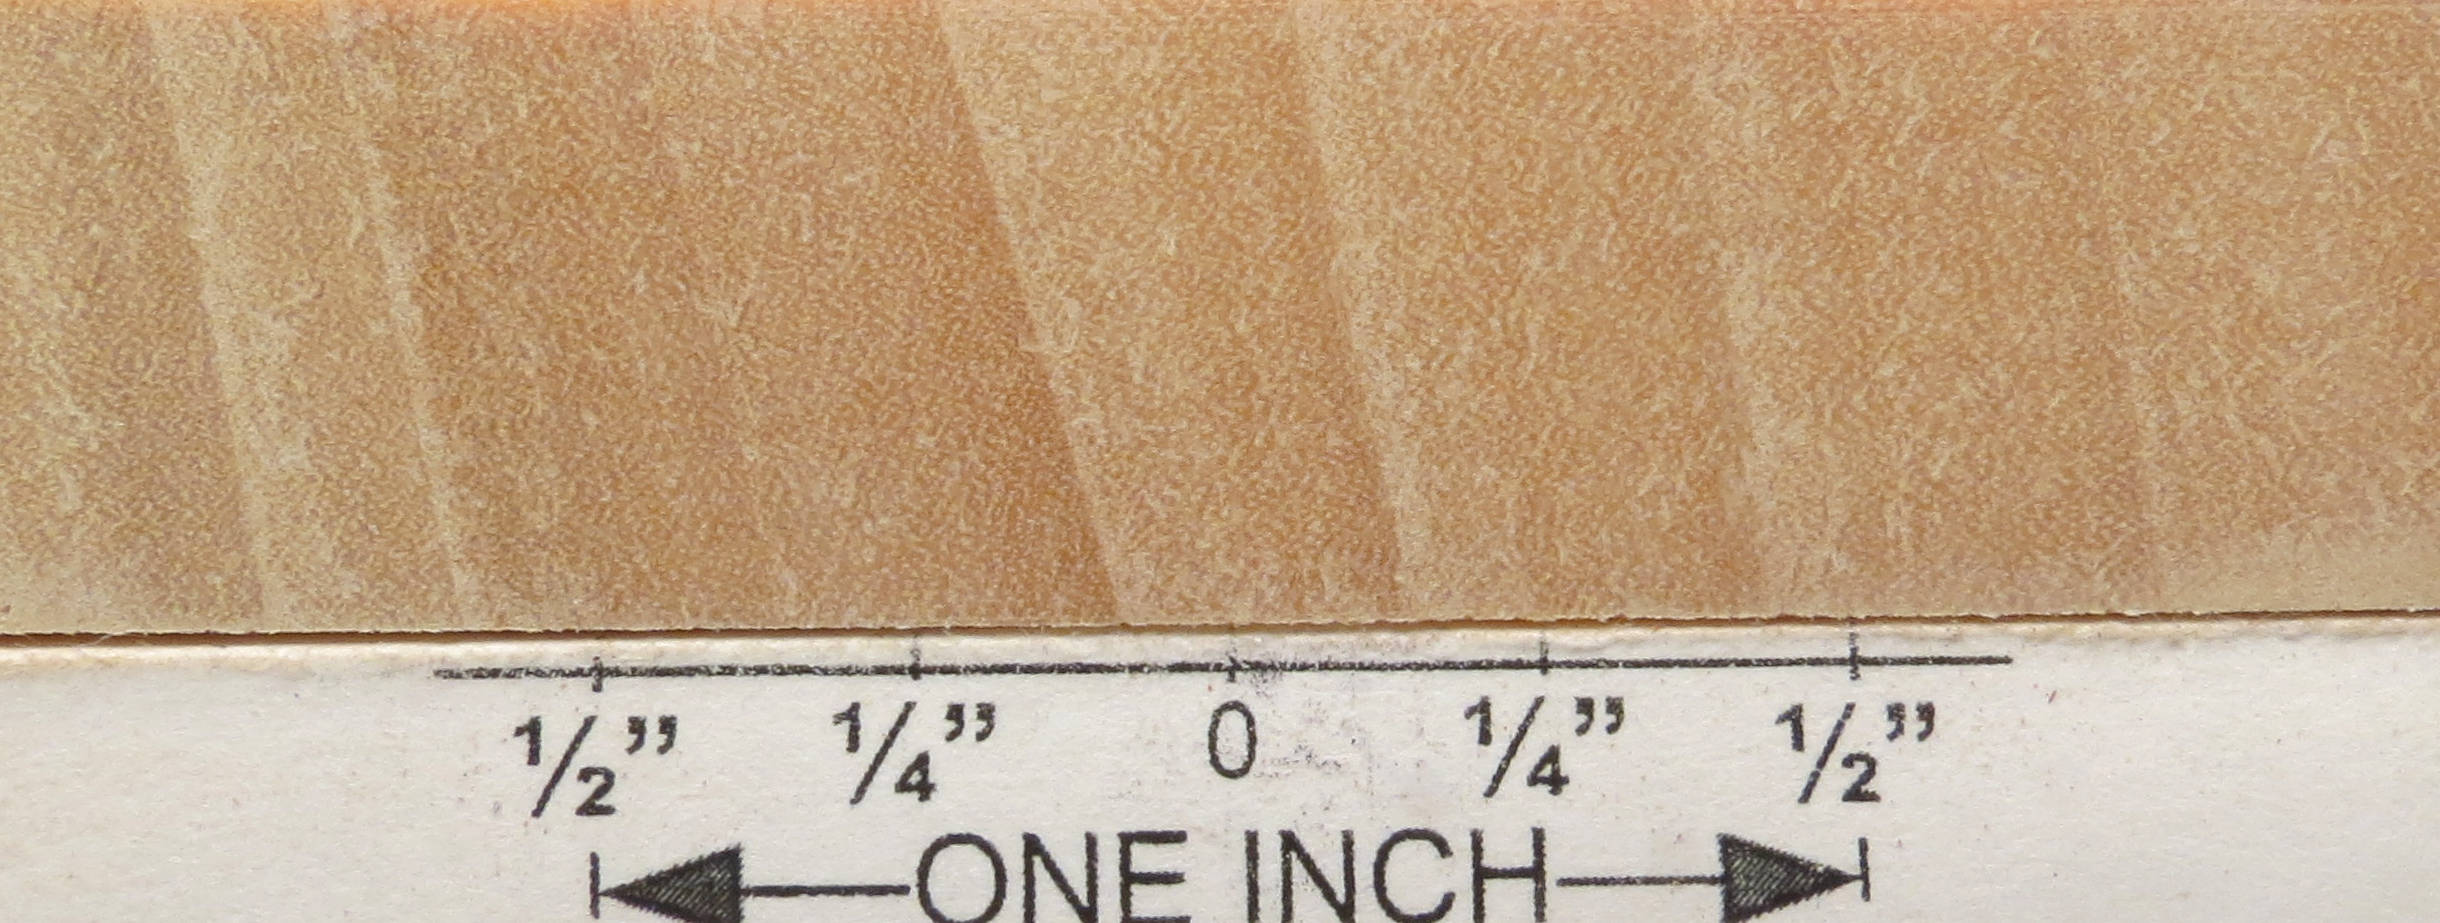 1/2” 1/4” 0 1/4” 1/2”
ONE INCH